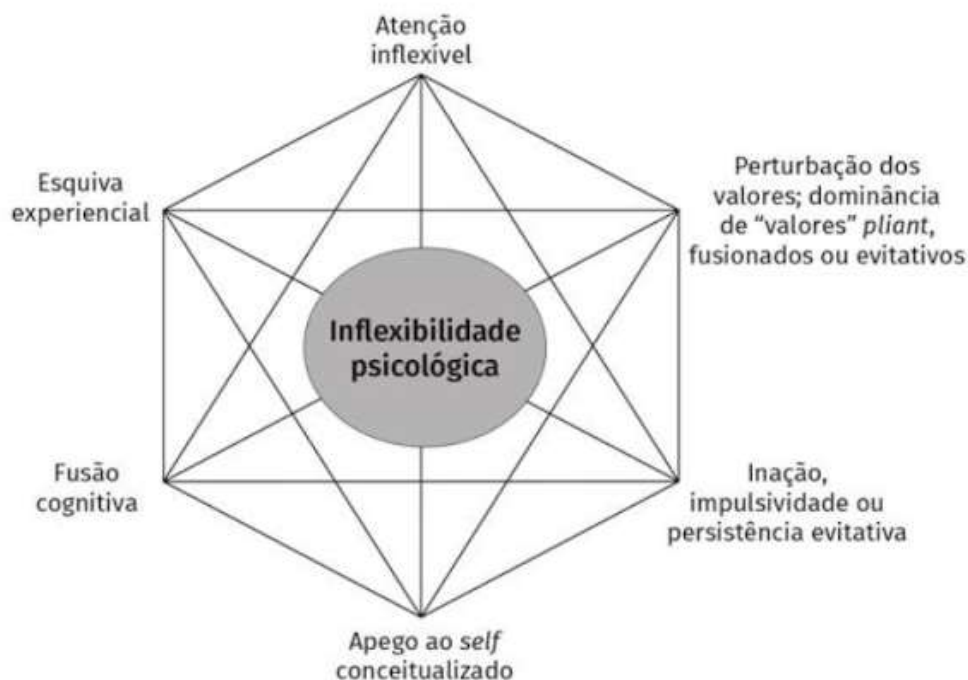 Atenção
inflexível
Esquiva
experiencial
Perturbação dos
valores; dominância
de “valores” pliant,
fusionados ou evitativos
Inflexibilidade
psicológica
Fusão
cognitiva
Inação,
impulsividade ou
persistência evitativa
Apego ao self
conceitualizado